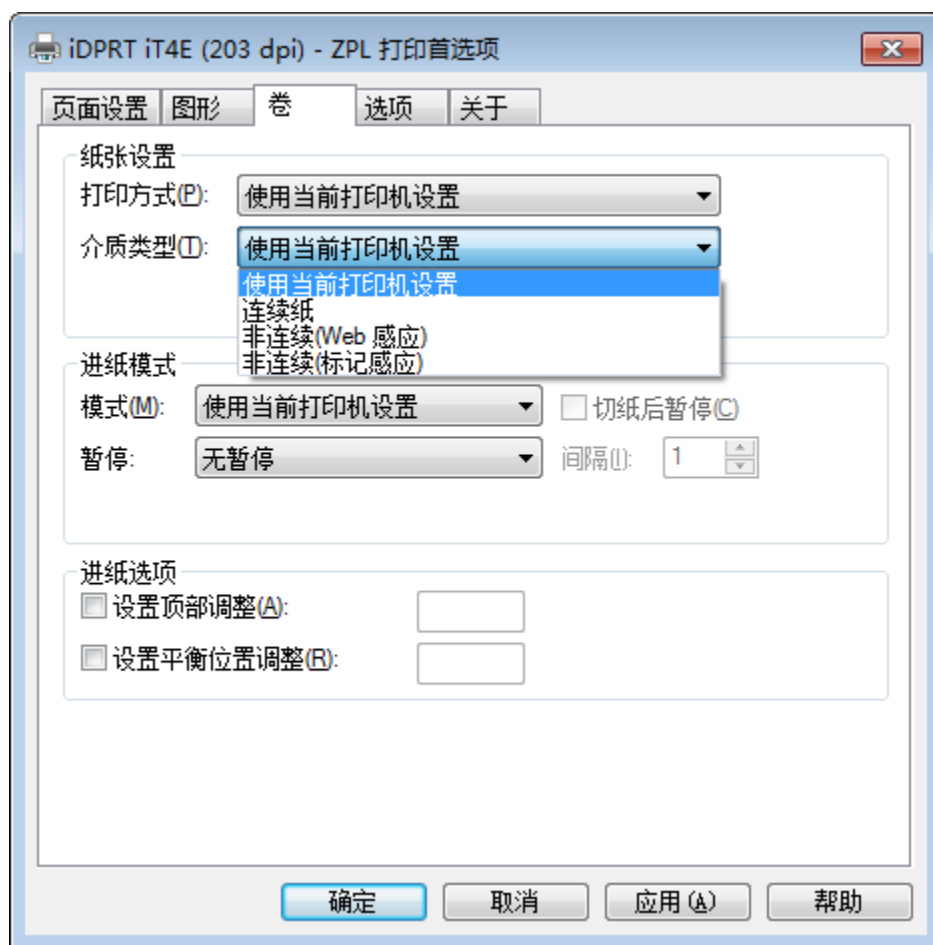 iDPRT iT4E (203 dpi) - ZPL 打印首选项
页面设置 图形 卷 选项 关于
纸张设置
打印方式(P): 使用当前打印机设置
介质类型(T): 使用当前打印机设置
使用当前打印机设置
连续纸
非连续(Web 感应)
非连续(标记感应)
进纸模式
模式(M): 使用当前打印机设置 切纸后暂停(C)
暂停: 无暂停 间隔(I): 1
进纸选项
设置顶部调整(A):
设置平衡位置调整(R):
确定 取消 应用(A) 帮助